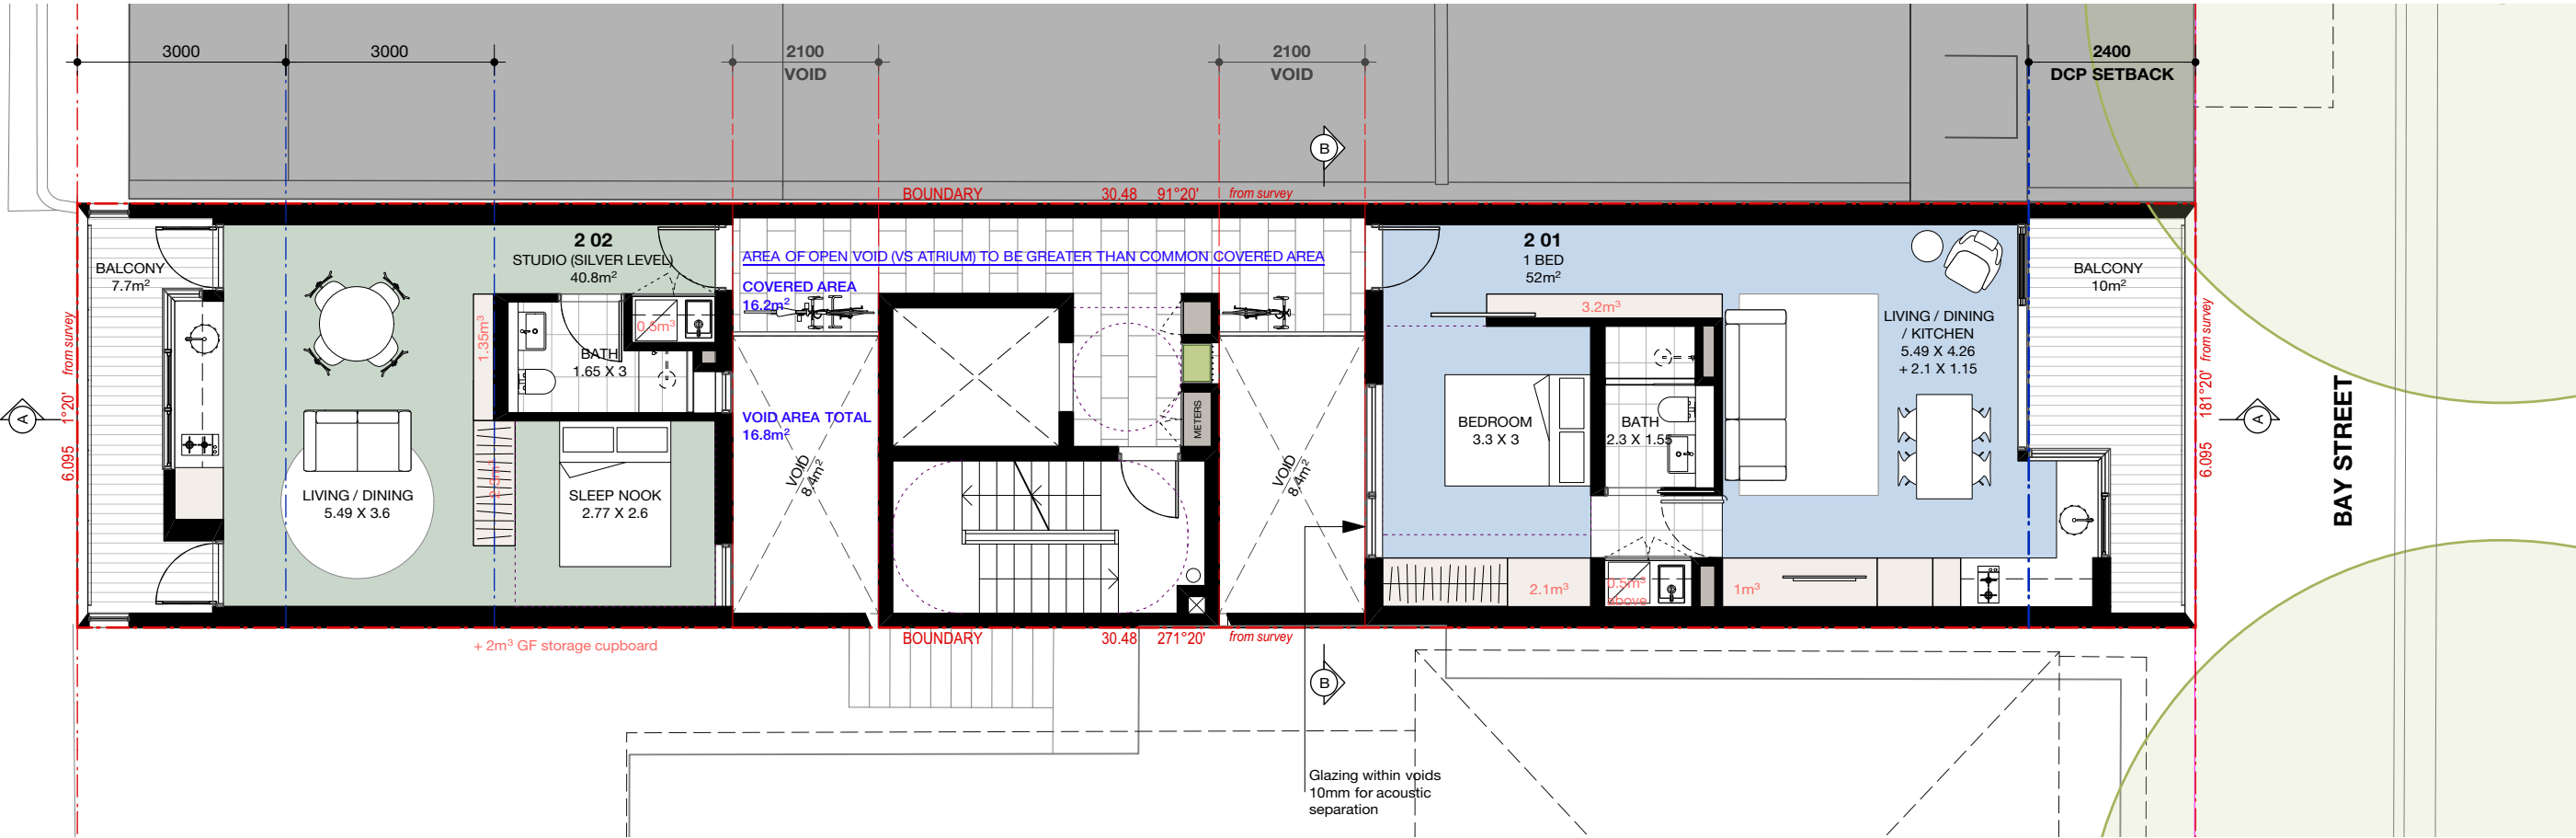 3000
3000
2100
VOID
2100
VOID
2400
DCP SETBACK
B
BOUNDARY 30.48 91°20' from survey
2 02
STUDIO (SILVER LEVEL)
40.8m²
BALCONY
7.7m²
AREA OF OPEN VOID (VS ATRIUM) TO BE GREATER THAN COMMON COVERED AREA
COVERED AREA
16.2m²
2 01
1 BED
52m²
BALCONY
10m²
3.2m³
0.5m³
1.35m³
BATH
1.65 X 3
LIVING / DINING
/ KITCHEN
5.49 X 4.26
+ 2.1 X 1.15
6.095 1°20' from survey
A
VOID AREA TOTAL
16.8m²
METERS
BEDROOM
3.3 X 3
BATH
2.3 X 1.55
6.095 181°20' from survey
A
BAY STREET
LIVING / DINING
5.49 X 3.6
SLEEP NOOK
2.77 X 2.6
VOID
8.4m²
VOID
8.4m²
2.1m³
0.5m³
above
1m³
+ 2m³ GF storage cupboard
BOUNDARY 30.48 271°20' from survey
B
Glazing within voids
10mm for acoustic
separation